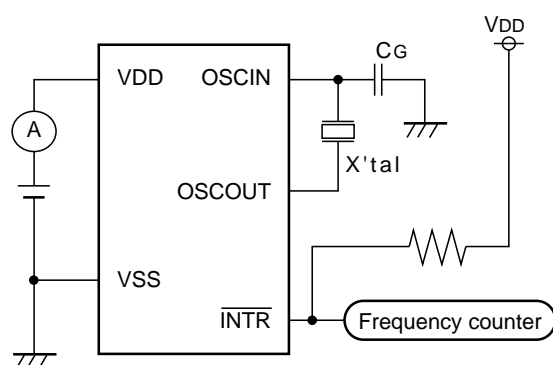 VDD
CG
VDD
OSCIN
A
X'tal
OSCOUT
VSS
INTR
Frequency counter